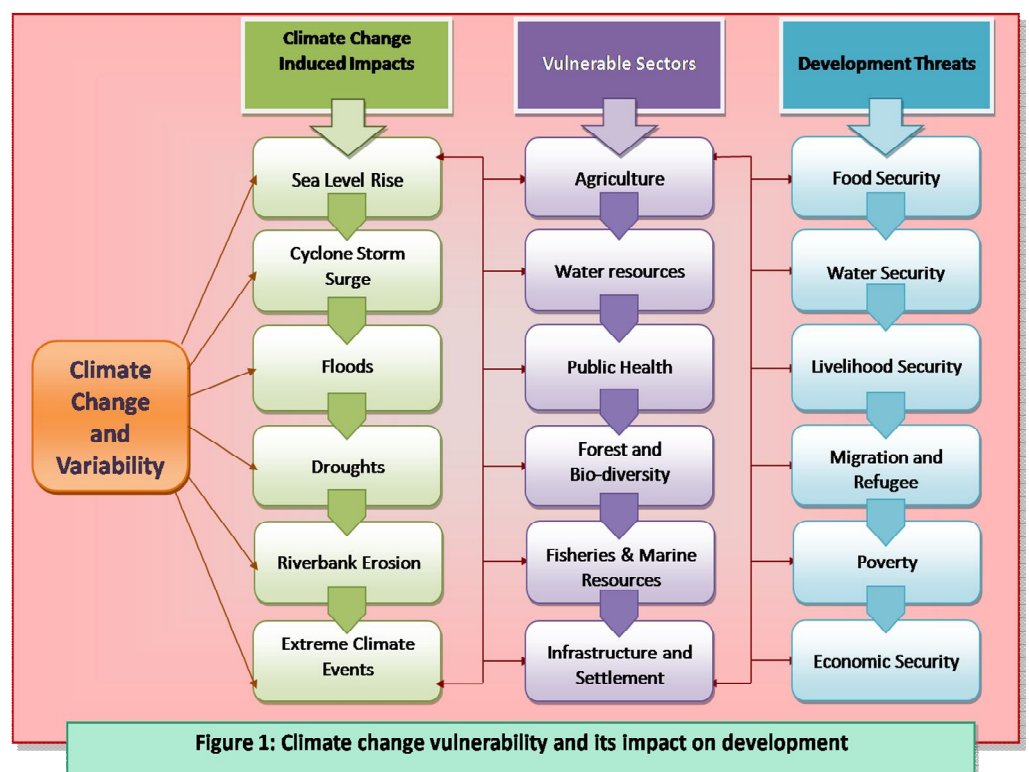 Climate Change
Induced Impacts
Vulnerable Sectors
Development Threats
Climate
Change
and
Variability
Sea Level Rise
Cyclone Storm
Surge
Floods
Droughts
Riverbank Erosion
Extreme Climate
Events
Agriculture
Water resources
Public Health
Forest and
Bio-diversity
Fisheries & Marine
Resources
Infrastructure and
Settlement
Food Security
Water Security
Livelihood Security
Migration and
Refugee
Poverty
Economic Security
Figure 1: Climate change vulnerability and its impact on development